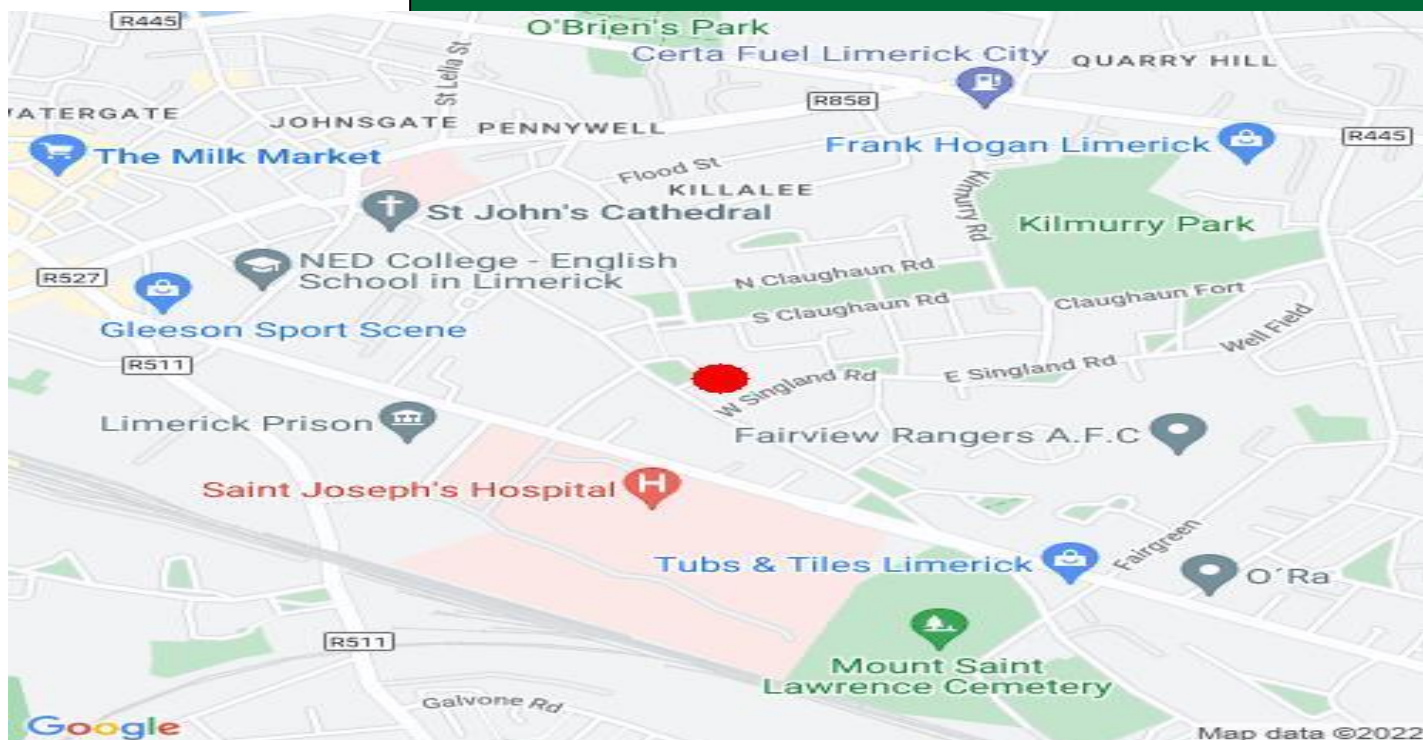 R445
O'Brien's Park
Certa Fuel Limerick City
QUARRY HILL
St Lelia St
R858
ATERGATE
JOHNSGATE
PENNYWELL
R445
The Milk Market
Frank Hogan Limerick
Flood St
KILLALEE
Kilmurry Rd
St John's Cathedral
Kilmurry Park
NED College - English
School in Limerick
N Claughaun Rd
R527
S Claughaun Rd
Claughaun Fort
Gleeson Sport Scene
Well Field
R511
W Singland Rd
E Singland Rd
Limerick Prison
Fairview Rangers A.F.C
Saint Joseph's Hospital
H
Tubs & Tiles Limerick
Fairgreen
O´Ra
R511
Mount Saint
Lawrence Cemetery
Galvone Rd
Google
Map data ©2022